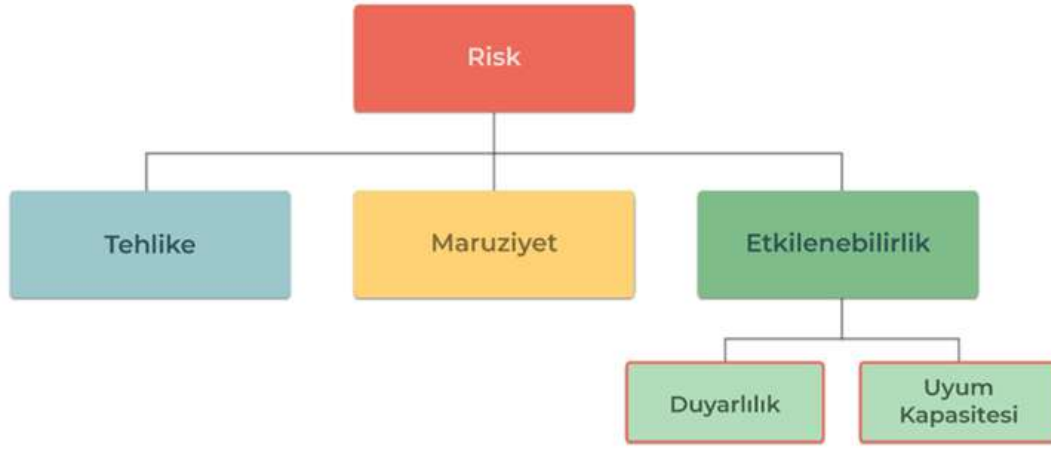 Risk
Tehlike
Maruziyet
Etkilenebilirlik
Duyarlılık
Uyum
Kapasitesi